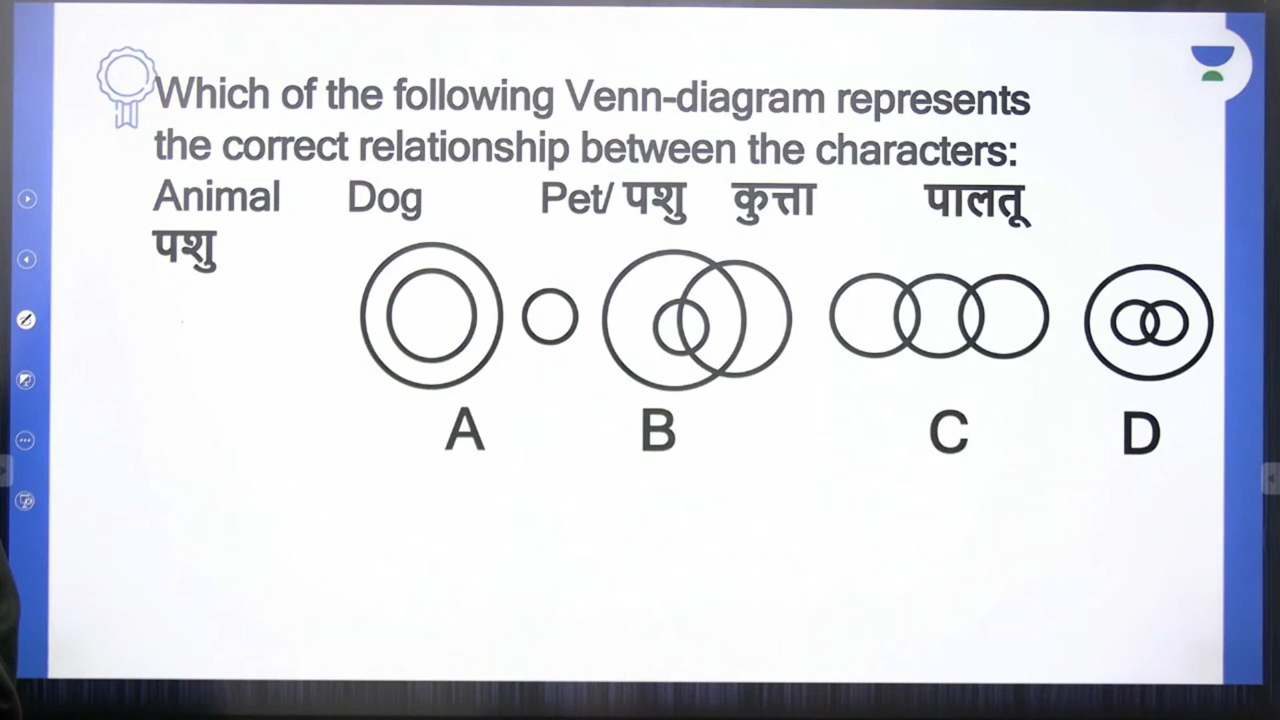 Which of the following Venn-diagram represents
the correct relationship between the characters:
Animal Dog Pet/ पशु कुत्ता पालतू
पशु
A B C D